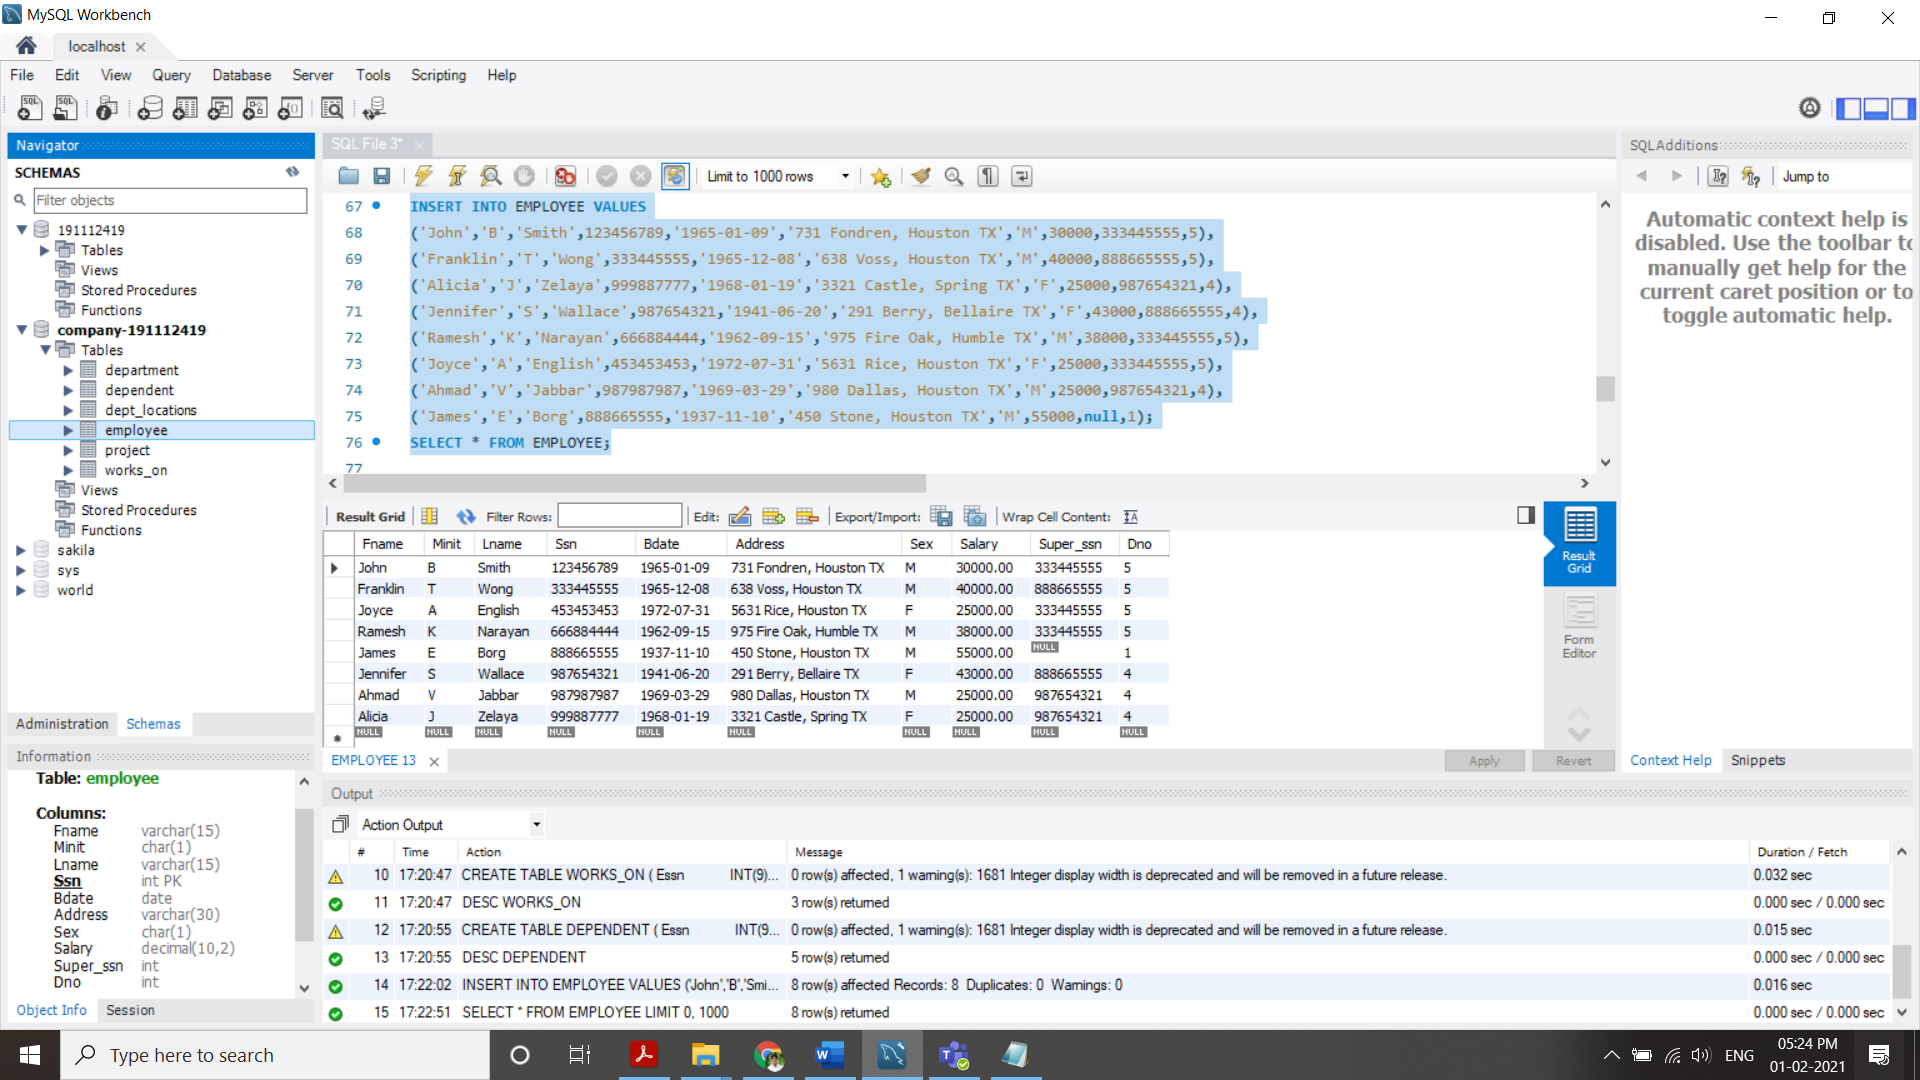 MySQL Workbench
localhost
File Edit View Query Database Server Tools Scripting Help
Navigator
SCHEMAS
Filter objects
191112419
Tables
Views
Stored Procedures
Functions
company-191112419
Tables
department
dependent
dept_locations
employee
project
works_on
Views
Stored Procedures
Functions
sakila
sys
world
Administration Schemas
Information
Table: employee
Columns:
Fname varchar(15)
Minit char(1)
Lname varchar(15)
Ssn int PK
Bdate date
Address varchar(30)
Sex char(1)
Salary decimal(10,2)
Super_ssn int
Dno int
Object Info Session
SQL File 3*
Limit to 1000 rows
67 INSERT INTO EMPLOYEE VALUES
68 ('John','B','Smith',123456789,'1965-01-09','731 Fondren, Houston TX','M',30000,333445555,5),
69 ('Franklin','T','Wong',333445555,'1965-12-08','638 Voss, Houston TX','M',40000,888665555,5),
70 ('Alicia','J','Zelaya',999887777,'1968-01-19','3321 Castle, Spring TX','F',25000,987654321,4),
71 ('Jennifer','S','Wallace',987654321,'1941-06-20','291 Berry, Bellaire TX','F',43000,888665555,4),
72 ('Ramesh','K','Narayan',666884444,'1962-09-15','975 Fire Oak, Humble TX','M',38000,333445555,5),
73 ('Joyce','A','English',453453453,'1972-07-31','5631 Rice, Houston TX','F',25000,333445555,5),
74 ('Ahmad','V','Jabbar',987987987,'1969-03-29','980 Dallas, Houston TX','M',25000,987654321,4),
75 ('James','E','Borg',888665555,'1937-11-10','450 Stone, Houston TX','M',55000,null,1);
76 SELECT * FROM EMPLOYEE;
77
Result Grid Filter Rows: Edit: Export/Import: Wrap Cell Content: IA
Fname Minit Lname Ssn Bdate Address Sex Salary Super_ssn Dno
John B Smith 123456789 1965-01-09 731 Fondren, Houston TX M 30000.00 333445555 5
Franklin T Wong 333445555 1965-12-08 638 Voss, Houston TX M 40000.00 888665555 5
Joyce A English 453453453 1972-07-31 5631 Rice, Houston TX F 25000.00 333445555 5
Ramesh K Narayan 666884444 1962-09-15 975 Fire Oak, Humble TX M 38000.00 333445555 5
James E Borg 888665555 1937-11-10 450 Stone, Houston TX M 55000.00 NULL 1
Jennifer S Wallace 987654321 1941-06-20 291 Berry, Bellaire TX F 43000.00 888665555 4
Ahmad V Jabbar 987987987 1969-03-29 980 Dallas, Houston TX M 25000.00 987654321 4
Alicia J Zelaya 999887777 1968-01-19 3321 Castle, Spring TX F 25000.00 987654321 4
NULL NULL NULL NULL NULL NULL NULL NULL NULL NULL
Result Grid
Form Editor
EMPLOYEE 13
Apply Revert
Output
Action Output
# Time Action Message Duration / Fetch
10 17:20:47 CREATE TABLE WORKS_ON ( Essn INT(9)... 0 row(s) affected, 1 warning(s): 1681 Integer display width is deprecated and will be removed in a future release. 0.032 sec
11 17:20:47 DESC WORKS_ON 3 row(s) returned 0.000 sec / 0.000 sec
12 17:20:55 CREATE TABLE DEPENDENT ( Essn INT(9... 0 row(s) affected, 1 warning(s): 1681 Integer display width is deprecated and will be removed in a future release. 0.015 sec
13 17:20:55 DESC DEPENDENT 5 row(s) returned 0.000 sec / 0.000 sec
14 17:22:02 INSERT INTO EMPLOYEE VALUES ('John','B','Smi... 8 row(s) affected Records: 8 Duplicates: 0 Warnings: 0 0.016 sec
15 17:22:51 SELECT * FROM EMPLOYEE LIMIT 0, 1000 8 row(s) returned 0.000 sec / 0.000 sec
SQLAdditions
Jump to
Automatic context help is
disabled. Use the toolbar to
manually get help for the
current caret position or to
toggle automatic help.
Context Help Snippets
Type here to search
ENG
05:24 PM
01-02-2021